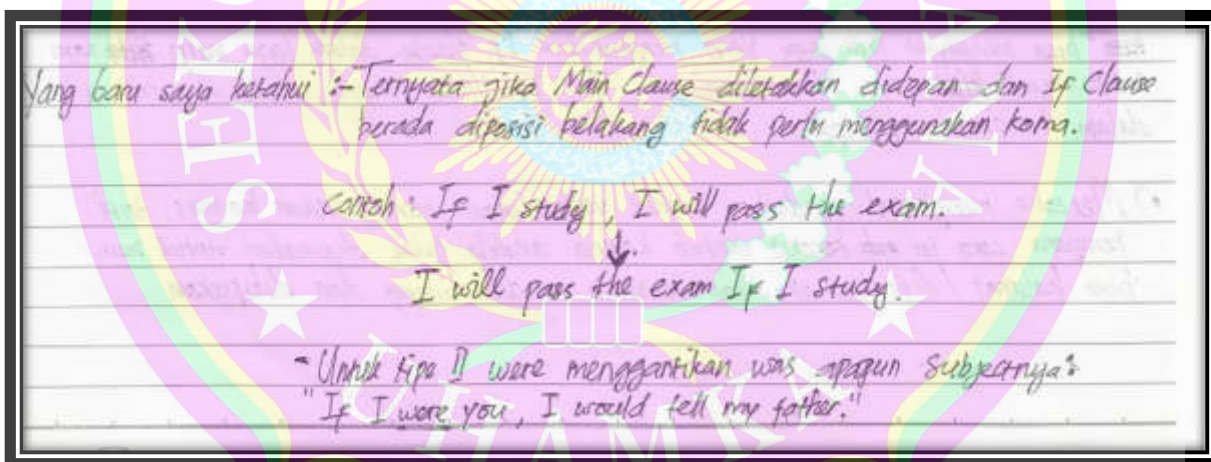 Yang baru saya ketahui :- Ternyata jika Main Clause diletakkan didepan dan If Clause
berada diposisi belakang tidak perlu menggunakan koma.
contoh : If I study , I will pass the exam.
I will pass the exam If I study.
- Untuk tipe II were menggantikan was apapun Subjectnya :
"If I were you, I would tell my father."
UHAMKA